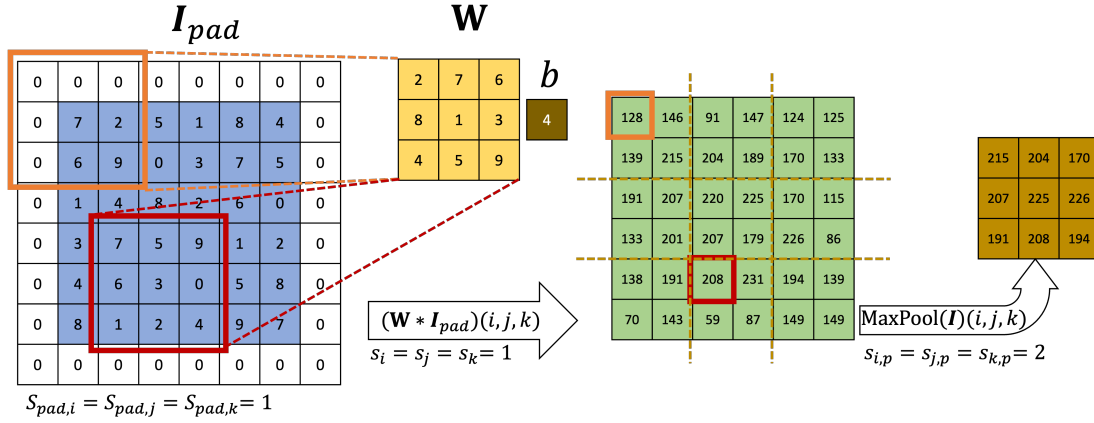 I_pad
W
b
0 0 0 0 0 0 0 0
0 7 2 5 1 8 4 0
0 6 9 0 3 7 5 0
0 1 4 8 2 6 0 0
0 3 7 5 9 1 2 0
0 4 6 3 0 5 8 0
0 8 1 2 4 9 7 0
0 0 0 0 0 0 0 0
S_pad,i = S_pad,j = S_pad,k = 1
2 7 6
8 1 3
4 5 9
4
(W * I_pad)(i, j, k)
s_i = s_j = s_k = 1
128 146 91 147 124 125
139 215 204 189 170 133
191 207 220 225 170 115
133 201 207 179 226 86
138 191 208 231 194 139
70 143 59 87 149 149
MaxPool(I)(i, j, k)
s_i,p = s_j,p = s_k,p = 2
215 204 170
207 225 226
191 208 194